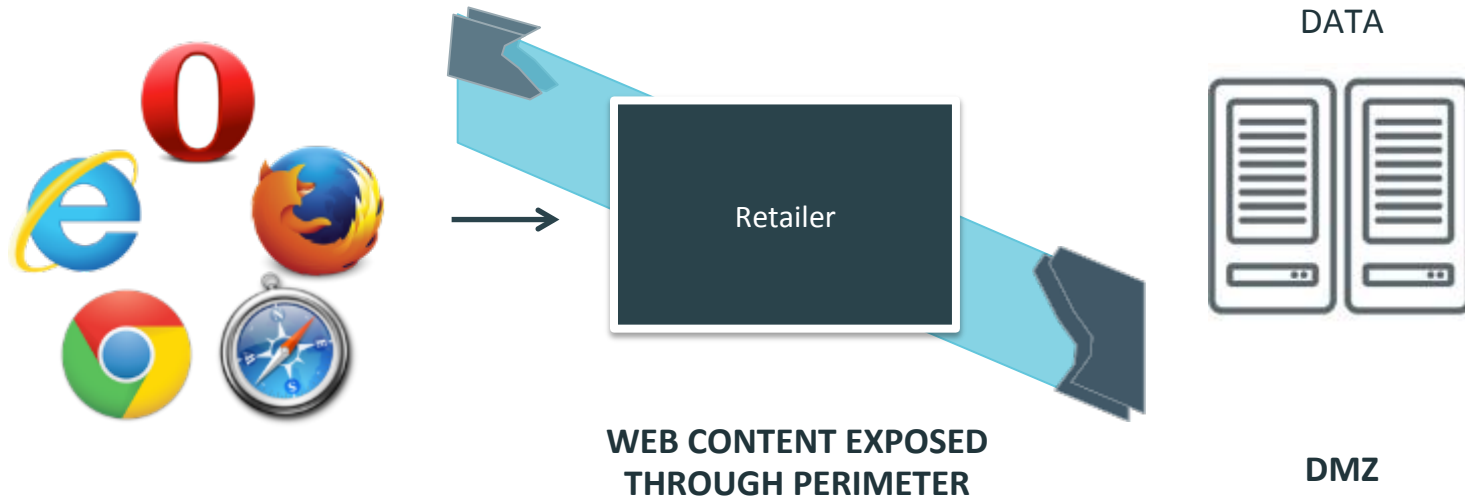 DATA
Retailer
WEB CONTENT EXPOSED
THROUGH PERIMETER
DMZ